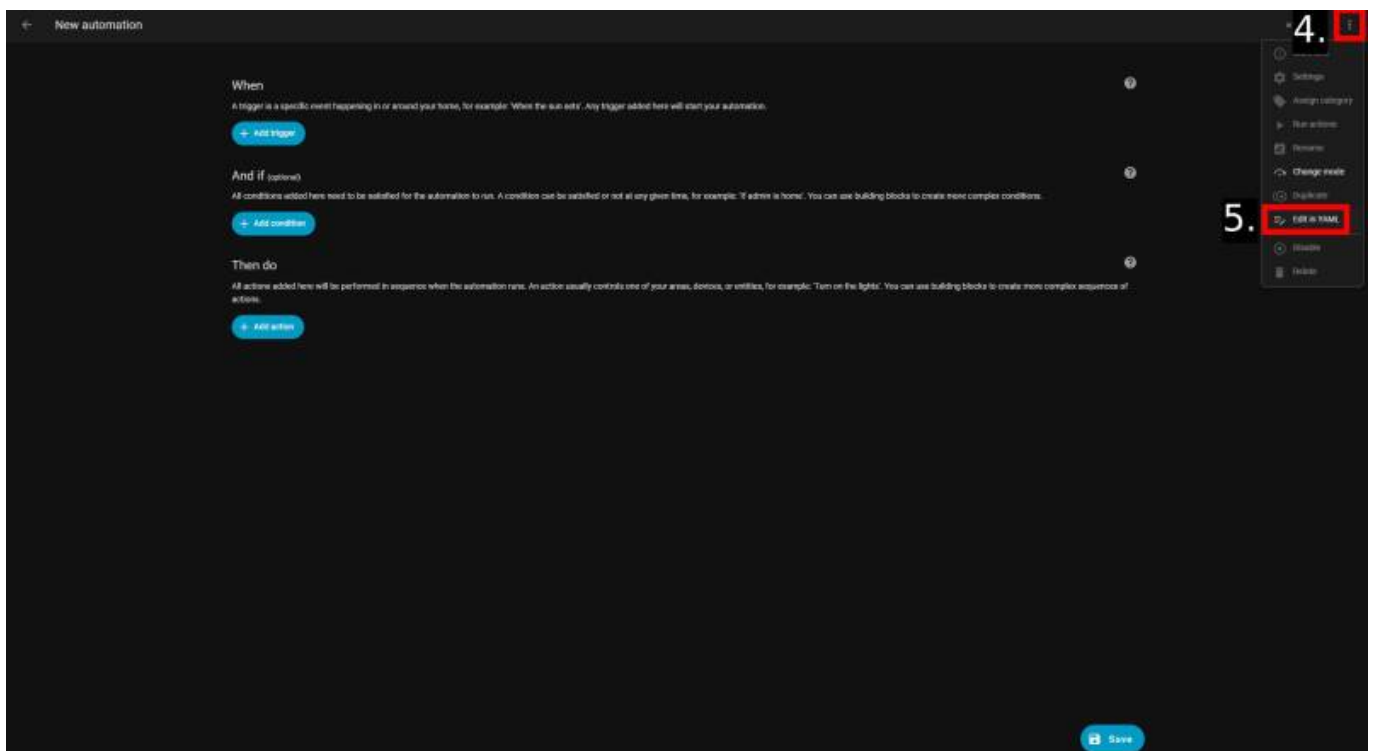 New automation
4.
When
A trigger is a specific event happening in or around your home, for example: 'When the sun sets'. Any trigger added here will start your automation.
+ Add trigger
And if (optional)
All conditions added here need to be satisfied for the automation to run. A condition can be satisfied or not at any given time, for example: 'If admin is home'. You can use building blocks to create more complex conditions.
+ Add condition
Then do
All actions added here will be performed in sequence when the automation runs. An action usually controls one of your areas, devices, or entities, for example: 'Turn on the lights'. You can use building blocks to create more complex sequences of
actions.
+ Add action
Settings
Assign category
Run actions
Rename
Change mode
Duplicate
5.
Edit in YAML
Disable
Delete
Save